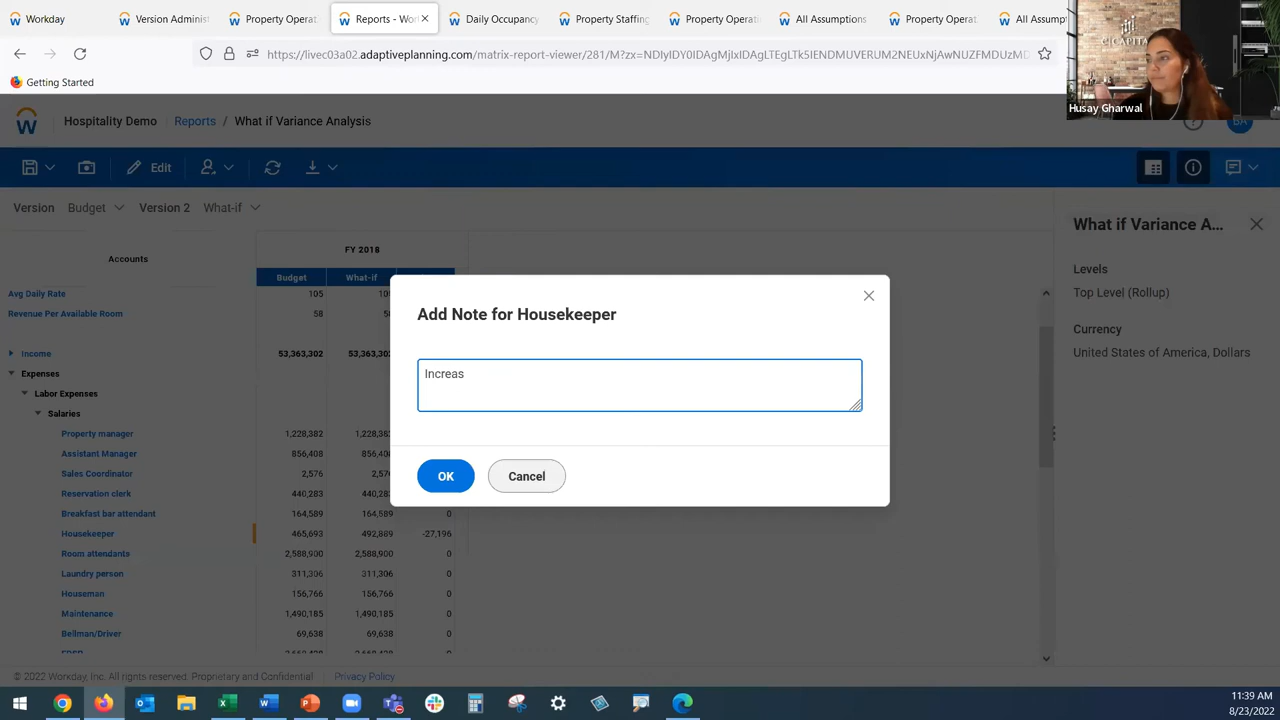 Workday
Version Administ
Property Operat
Reports - Wor
Daily Occupancy
Property Staffing
Property Operati
All Assumptions
Property Operat
All Assump
https://livec03a02.adaptiveplanning.com/matrix-report-viewer/281/M?zx=
Getting Started
Husay Gharwal
Hospitality Demo
Reports / What if Variance Analysis
Edit
Version Budget Version 2 What-if
What if Variance A...
Levels
Top Level (Rollup)
Currency
United States of America, Dollars
Accounts
FY 2018
Budget What-if
Avg Daily Rate 105 10
Revenue Per Available Room 58 5
Income 53,363,302 53,363,30
Expenses
Labor Expenses
Salaries
Property manager 1,228,382 1,228,38
Assistant Manager 856,408 856,40
Sales Coordinator 2,576 2,57
Reservation clerk 440,283 440,28
Breakfast bar attendant 164,589 164,589 0
Housekeeper 465,693 492,889 -27,196
Room attendants 2,588,900 2,588,900 0
Laundry person 311,306 311,306 0
Houseman 156,766 156,766 0
Maintenance 1,490,185 1,490,185 0
Bellman/Driver 69,638 69,638 0
Add Note for Housekeeper
Increas
OK Cancel
© 2022 Workday, Inc. All rights reserved. Proprietary and Confidential Privacy Policy
11:39 AM
8/23/2022